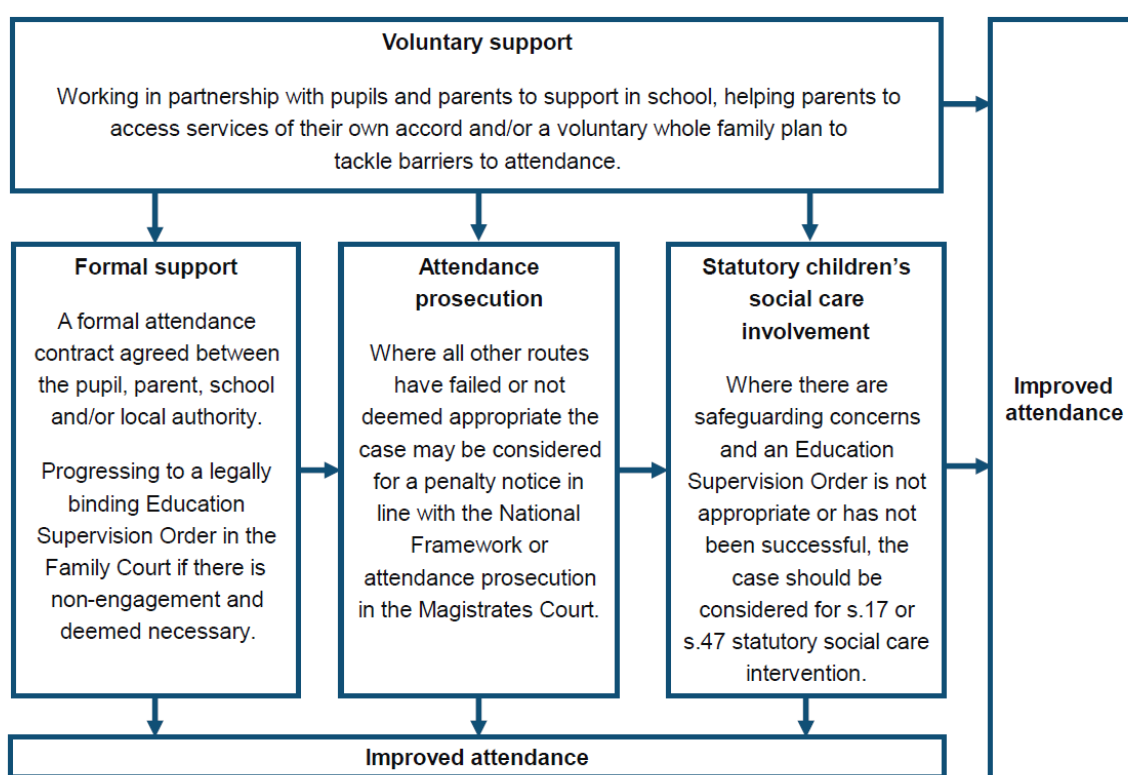 Voluntary support
Working in partnership with pupils and parents to support in school, helping parents to
access services of their own accord and/or a voluntary whole family plan to
tackle barriers to attendance.
Formal support
A formal attendance
contract agreed between
the pupil, parent, school
and/or local authority.
Progressing to a legally
binding Education
Supervision Order in the
Family Court if there is
non-engagement and
deemed necessary.
Attendance
prosecution
Where all other routes
have failed or not
deemed appropriate the
case may be considered
for a penalty notice in
line with the National
Framework or
attendance prosecution
in the Magistrates Court.
Statutory children’s
social care
involvement
Where there are
safeguarding concerns
and an Education
Supervision Order is not
appropriate or has not
been successful, the
case should be
considered for s.17 or
s.47 statutory social care
intervention.
Improved
attendance
Improved attendance